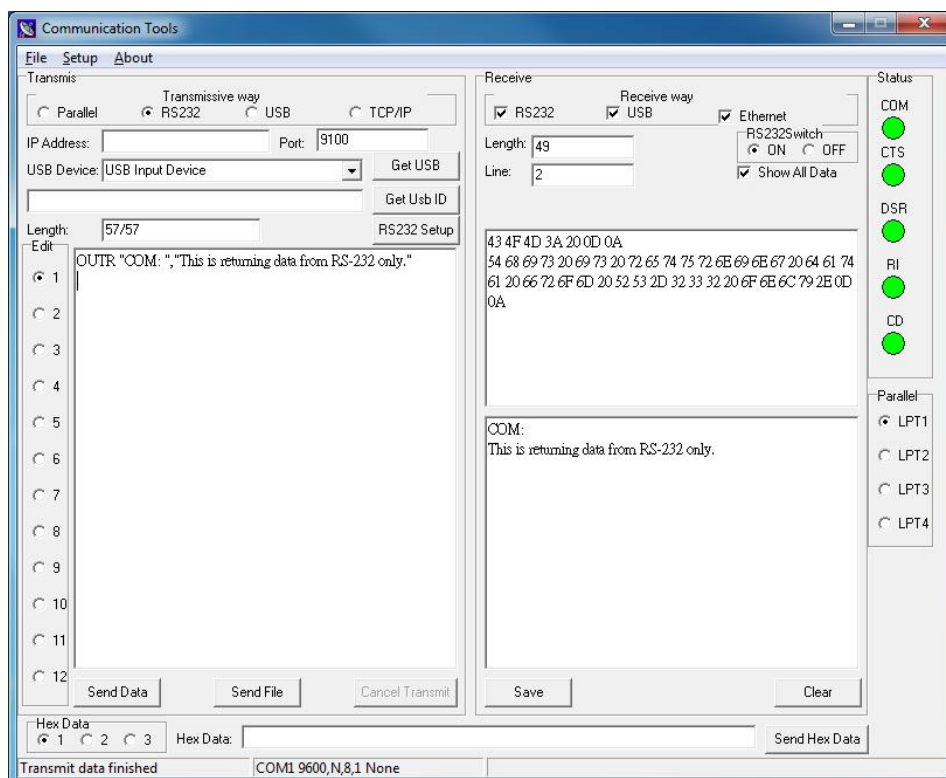 Communication Tools
File Setup About
Transmis
Transmissive way
Parallel RS232 USB TCP/IP
IP Address: Port: 9100
USB Device: USB Input Device Get USB
Get Usb ID
Length: 57/57 RS232 Setup
Edit
1
2
3
4
5
6
7
8
9
10
11
12
OUTR "COM: ","This is returning data from RS-232 only."
Send Data Send File Cancel Transmit
Receive
Receive way
RS232 USB Ethernet
Length: 49
RS232Switch
ON OFF
Line: 2
Show All Data
43 4F 4D 3A 20 0D 0A
54 68 69 73 20 69 73 20 72 65 74 75 72 6E 69 6E 67 20 64 61 74
61 20 66 72 6F 6D 20 52 53 2D 32 33 32 20 6F 6E 6C 79 2E 0D
0A
COM:
This is returning data from RS-232 only.
Save Clear
Status
COM
CTS
DSR
RI
CD
Parallel
LPT1
LPT2
LPT3
LPT4
Hex Data
1 2 3 Hex Data: Send Hex Data
Transmit data finished COM1 9600,N,8,1 None